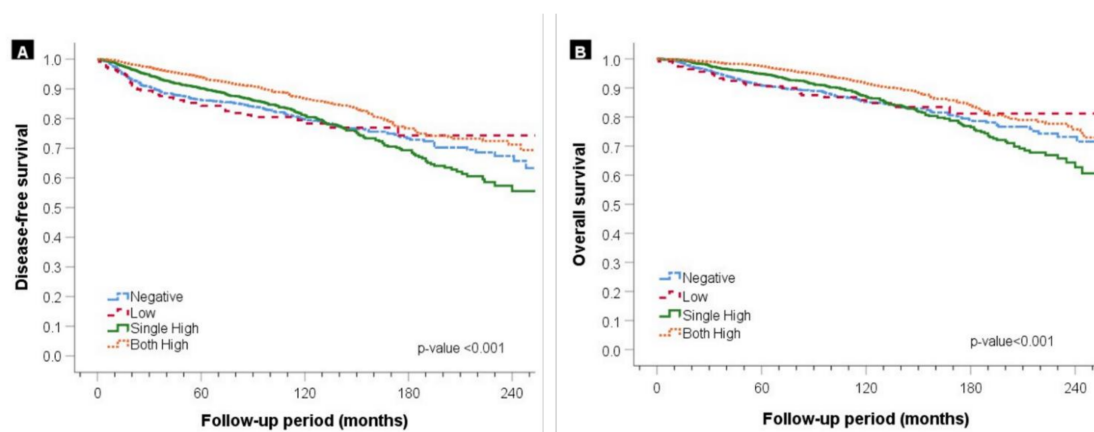 A
Disease-free survival
1.0
0.9
0.8
0.7
0.6
0.5
0.4
0.3
0.2
0.1
0.0
Negative
Low
Single High
Both High
p-value <0.001
0 60 120 180 240
Follow-up period (months)
B
Overall survival
1.0
0.9
0.8
0.7
0.6
0.5
0.4
0.3
0.2
0.1
0.0
Negative
Low
Single High
Both High
p-value<0.001
0 60 120 180 240
Follow-up period (months)